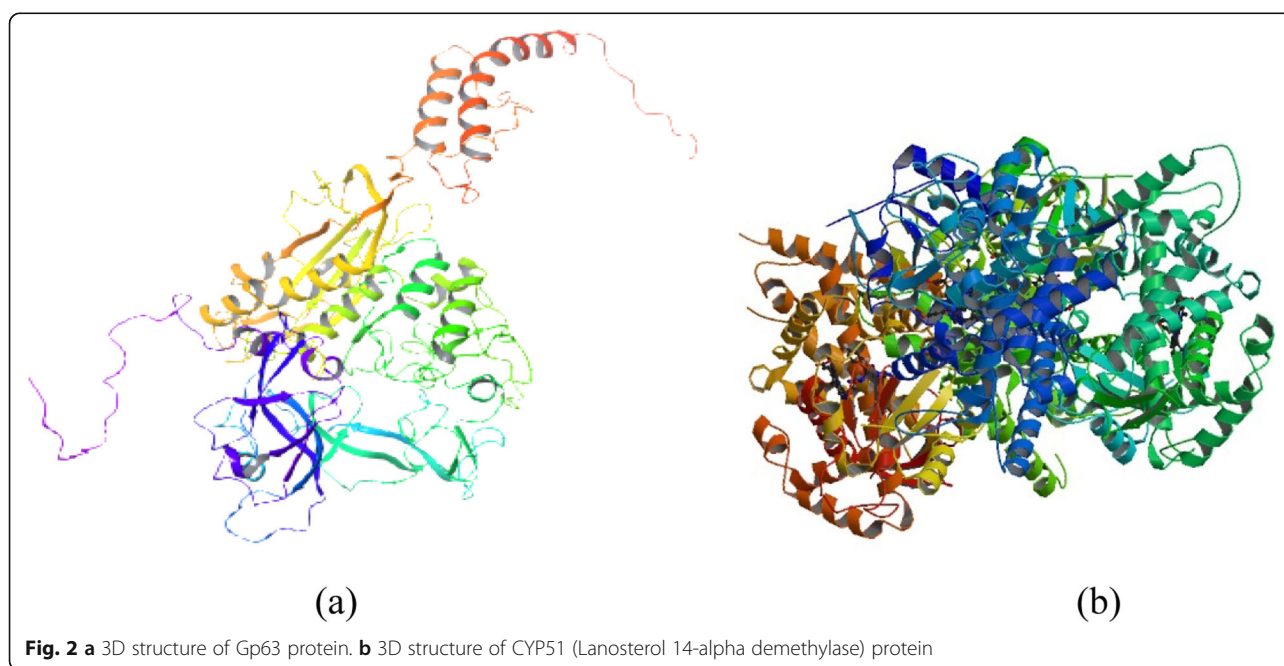 (a)
(b)
Fig. 2 a 3D structure of Gp63 protein. b 3D structure of CYP51 (Lanosterol 14-alpha demethylase) protein